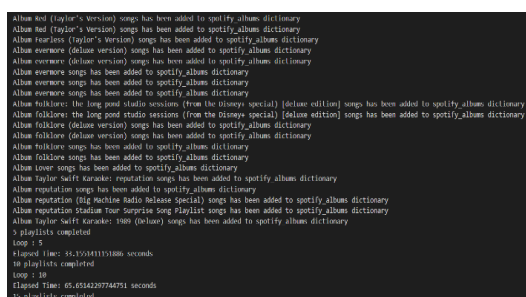 Album Red (Taylor's Version) songs has been added to spotify_albums dictionary
Album Red (Taylor's Version) songs has been added to spotify_albums dictionary
Album Fearless (Taylor's Version) songs has been added to spotify_albums dictionary
Album evermore (deluxe version) songs has been added to spotify_albums dictionary
Album evermore (deluxe version) songs has been added to spotify_albums dictionary
Album evermore songs has been added to spotify_albums dictionary
Album evermore songs has been added to spotify_albums dictionary
Album evermore songs has been added to spotify_albums dictionary
Album folklore: the long pond studio sessions (from the Disney+ special) [deluxe edition] songs has been added to spotify_albums dictionary
Album folklore: the long pond studio sessions (from the Disney+ special) [deluxe edition] songs has been added to spotify_albums dictionary
Album folklore (deluxe version) songs has been added to spotify_albums dictionary
Album folklore (deluxe version) songs has been added to spotify_albums dictionary
Album folklore songs has been added to spotify_albums dictionary
Album folklore songs has been added to spotify_albums dictionary
Album Lover songs has been added to spotify_albums dictionary
Album Taylor Swift Karaoke: reputation songs has been added to spotify_albums dictionary
Album reputation songs has been added to spotify_albums dictionary
Album reputation (Big Machine Radio Release Special) songs has been added to spotify_albums dictionary
Album reputation Stadium Tour Surprise Song Playlist songs has been added to spotify_albums dictionary
Album Taylor Swift Karaoke: 1989 (Deluxe) songs has been added to spotify_albums dictionary
5 playlists completed
Loop : 5
Elapsed Time: 33.1551411151886 seconds
10 playlists completed
Loop : 10
Elapsed Time: 65.65142297744751 seconds
15 playlists completed